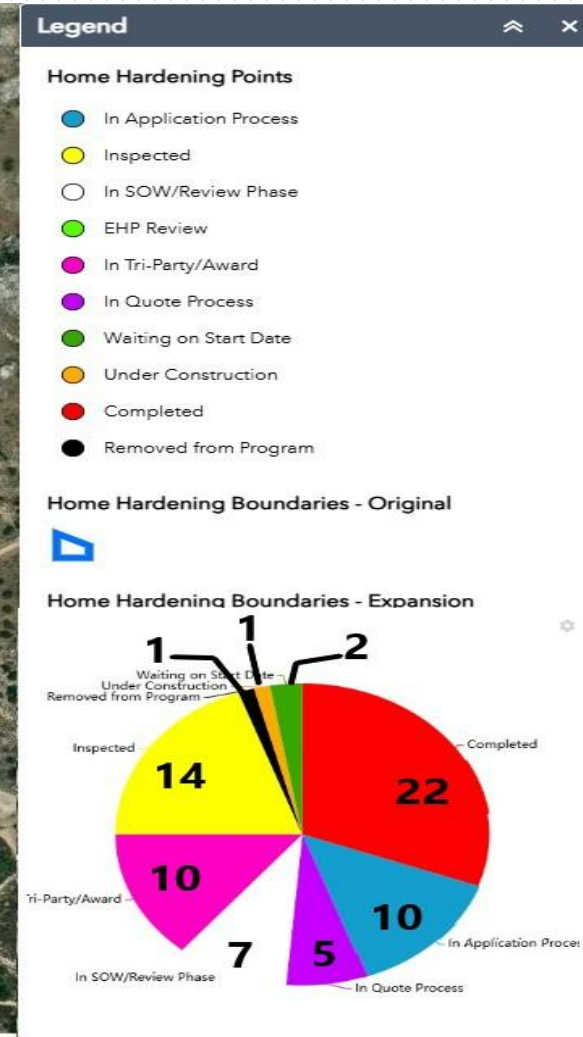 Legend
Home Hardening Points
In Application Process
Inspected
In SOW/Review Phase
EHP Review
In Tri-Party/Award
In Quote Process
Waiting on Start Date
Under Construction
Completed
Removed from Program
Home Hardening Boundaries - Original
Home Hardening Boundaries - Expansion
1
1
2
Waiting on Start Date
Under Construction
Removed from Program
Inspected
Completed
14
22
10
ri-Party/Award
10
In Application Proce
7
5
In SOW/Review Phase
In Quote Process